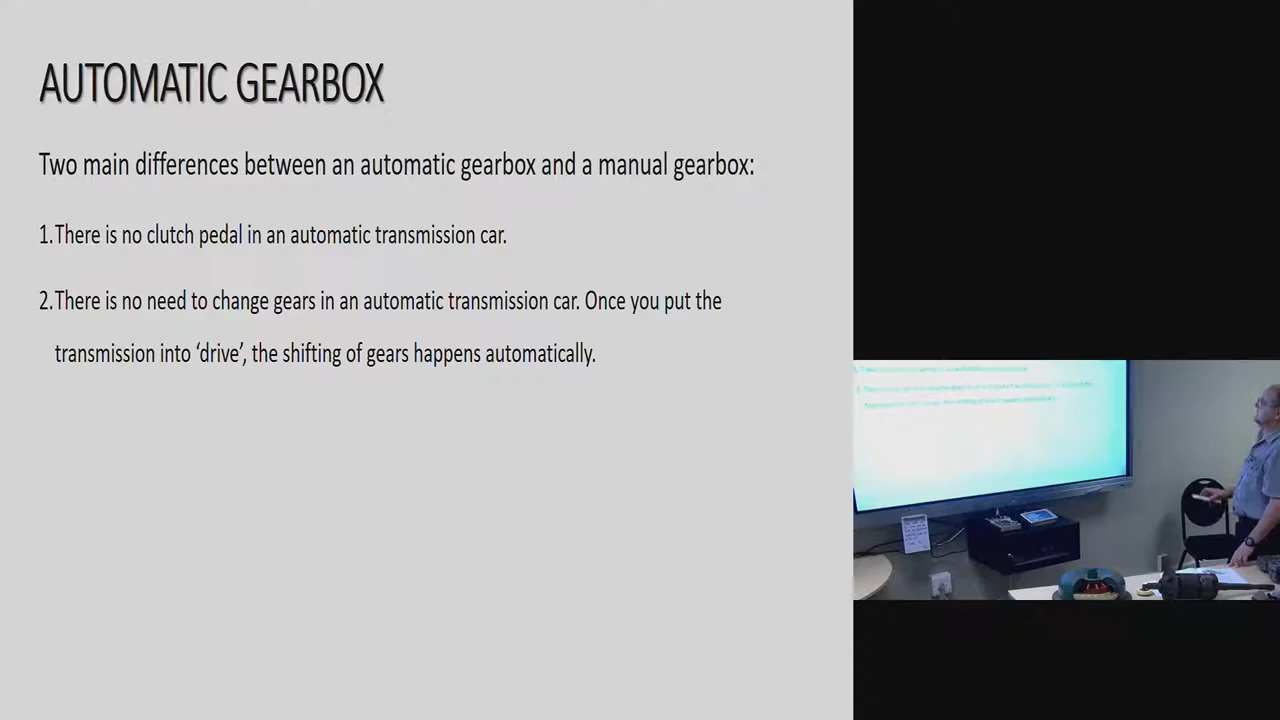 AUTOMATIC GEARBOX
Two main differences between an automatic gearbox and a manual gearbox:
1.There is no clutch pedal in an automatic transmission car.
2.There is no need to change gears in an automatic transmission car. Once you put the
transmission into ‘drive’, the shifting of gears happens automatically.